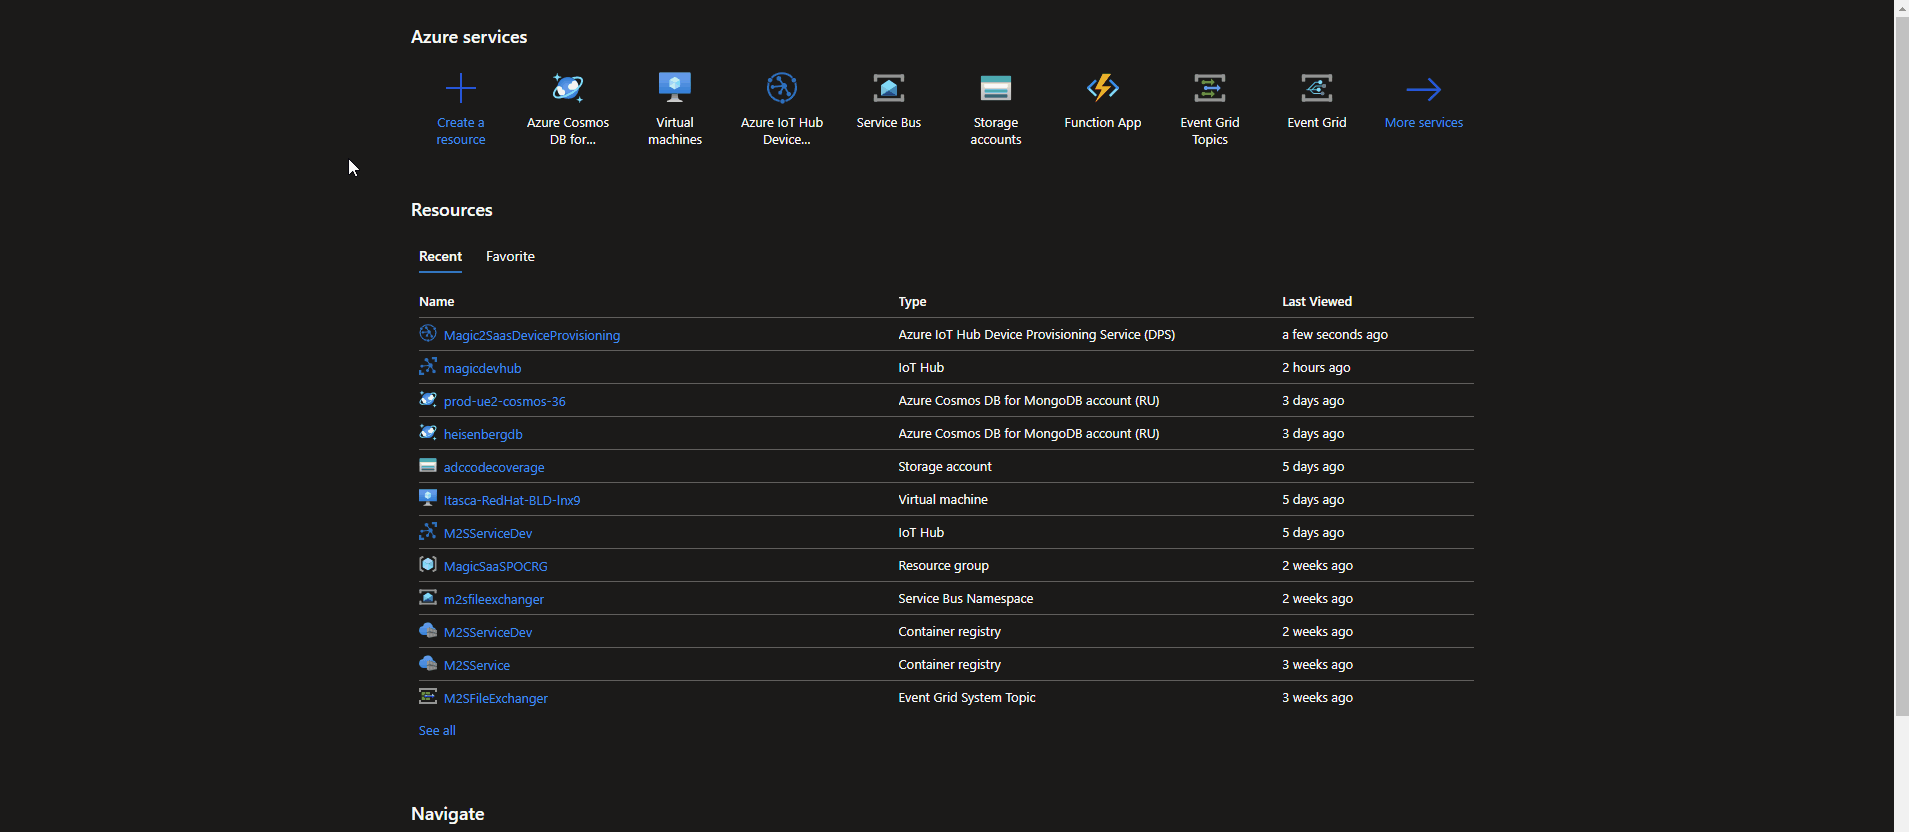 Azure services
Create a resource
Azure Cosmos DB for...
Virtual machines
Azure IoT Hub Device...
Service Bus
Storage accounts
Function App
Event Grid Topics
Event Grid
More services
Resources
Recent Favorite
Name Type Last Viewed
Magic2SaasDeviceProvisioning Azure IoT Hub Device Provisioning Service (DPS) a few seconds ago
magicdevhub IoT Hub 2 hours ago
prod-ue2-cosmos-36 Azure Cosmos DB for MongoDB account (RU) 3 days ago
heisenbergdb Azure Cosmos DB for MongoDB account (RU) 3 days ago
adccodecoverage Storage account 5 days ago
Itasca-RedHat-BLD-lnx9 Virtual machine 5 days ago
M2SServiceDev IoT Hub 5 days ago
MagicSaaSPOCRG Resource group 2 weeks ago
m2sfileexchanger Service Bus Namespace 2 weeks ago
M2SServiceDev Container registry 2 weeks ago
M2SService Container registry 3 weeks ago
M2SFileExchanger Event Grid System Topic 3 weeks ago
See all
Navigate